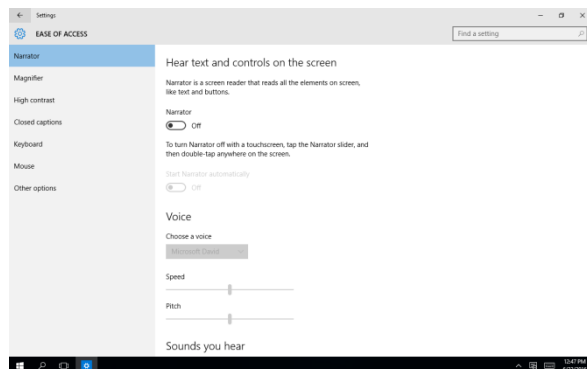 Settings
EASE OF ACCESS
Find a setting
Narrator
Magnifier
High contrast
Closed captions
Keyboard
Mouse
Other options
Hear text and controls on the screen
Narrator is a screen reader that reads all the elements on screen,
like text and buttons.
Narrator
Off
To turn Narrator off with a touchscreen, tap the Narrator slider, and
then double-tap anywhere on the screen.
Start Narrator automatically
Off
Voice
Choose a voice
Microsoft David
Speed
Pitch
Sounds you hear
12:47 PM